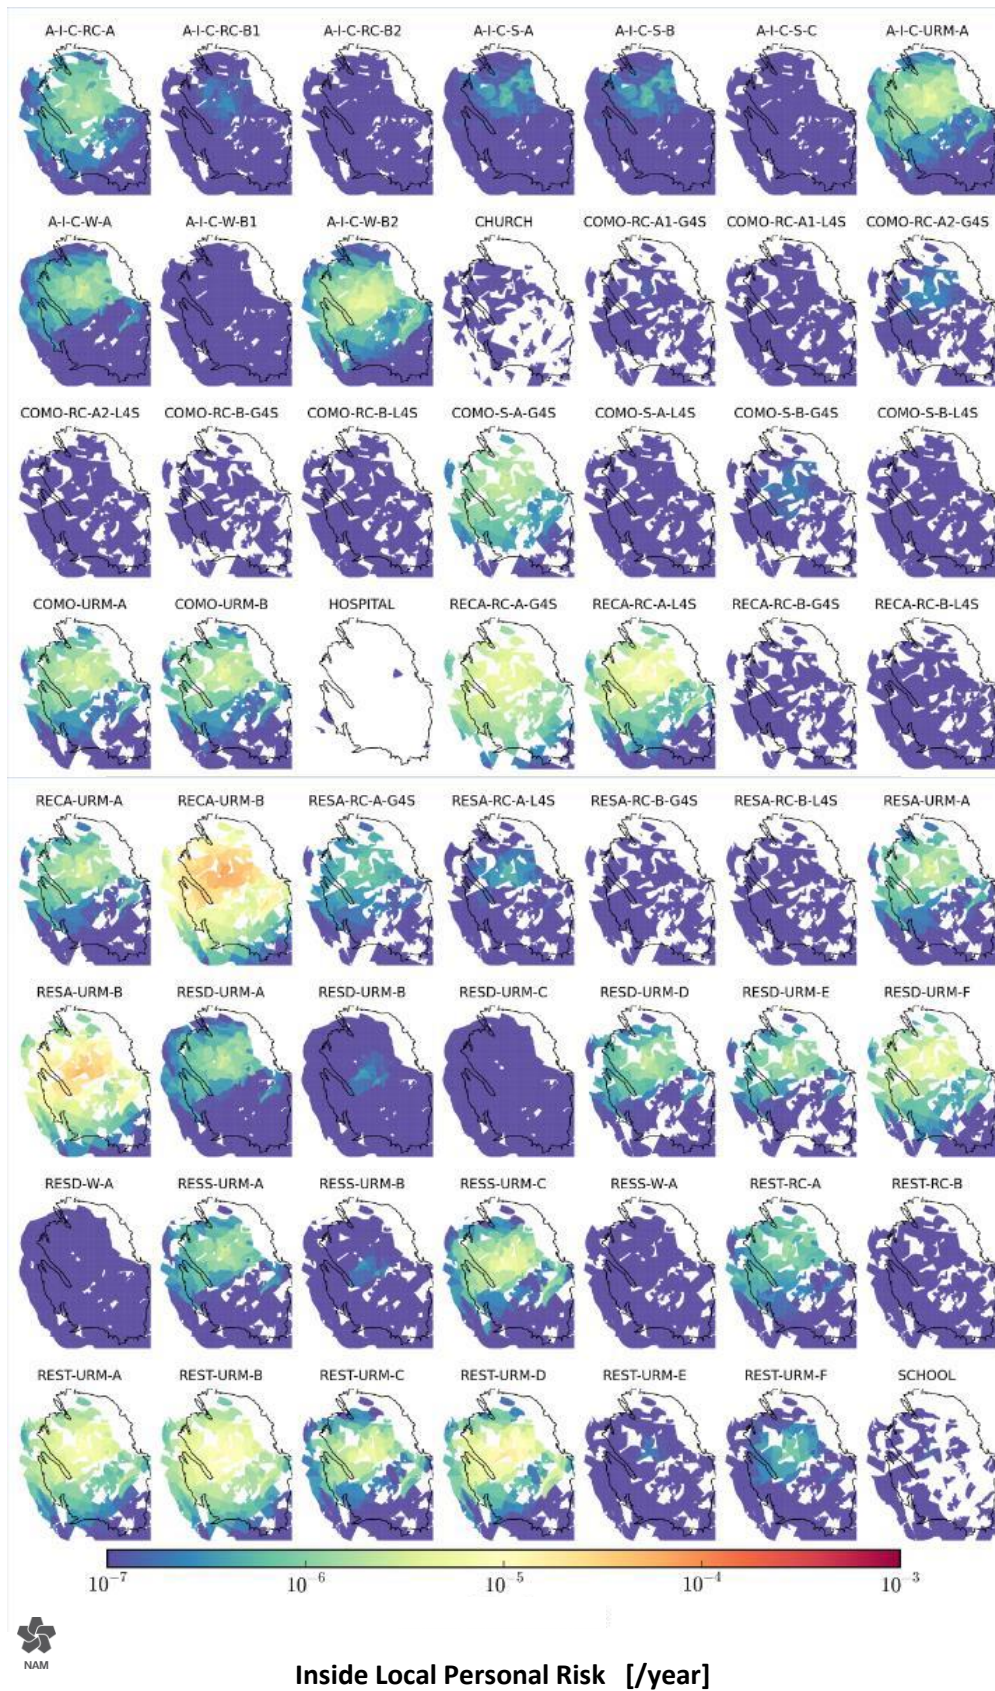 A-I-C-RC-A A-I-C-RC-B1 A-I-C-RC-B2 A-I-C-S-A A-I-C-S-B A-I-C-S-C A-I-C-URM-A
A-I-C-W-A A-I-C-W-B1 A-I-C-W-B2 CHURCH COMO-RC-A1-G4S COMO-RC-A1-L4S COMO-RC-A2-G4S
COMO-RC-A2-L4S COMO-RC-B-G4S COMO-RC-B-L4S COMO-S-A-G4S COMO-S-A-L4S COMO-S-B-G4S COMO-S-B-L4S
COMO-URM-A COMO-URM-B HOSPITAL RECA-RC-A-G4S RECA-RC-A-L4S RECA-RC-B-G4S RECA-RC-B-L4S
RECA-URM-A RECA-URM-B RESA-RC-A-G4S RESA-RC-A-L4S RESA-RC-B-G4S RESA-RC-B-L4S RESA-URM-A
RESA-URM-B RESD-URM-A RESD-URM-B RESD-URM-C RESD-URM-D RESD-URM-E RESD-URM-F
RESD-W-A RESS-URM-A RESS-URM-B RESS-URM-C RESS-W-A REST-RC-A REST-RC-B
REST-URM-A REST-URM-B REST-URM-C REST-URM-D REST-URM-E REST-URM-F SCHOOL
10⁻⁷ 10⁻⁶ 10⁻⁵ 10⁻⁴ 10⁻³
NAM
Inside Local Personal Risk [/year]